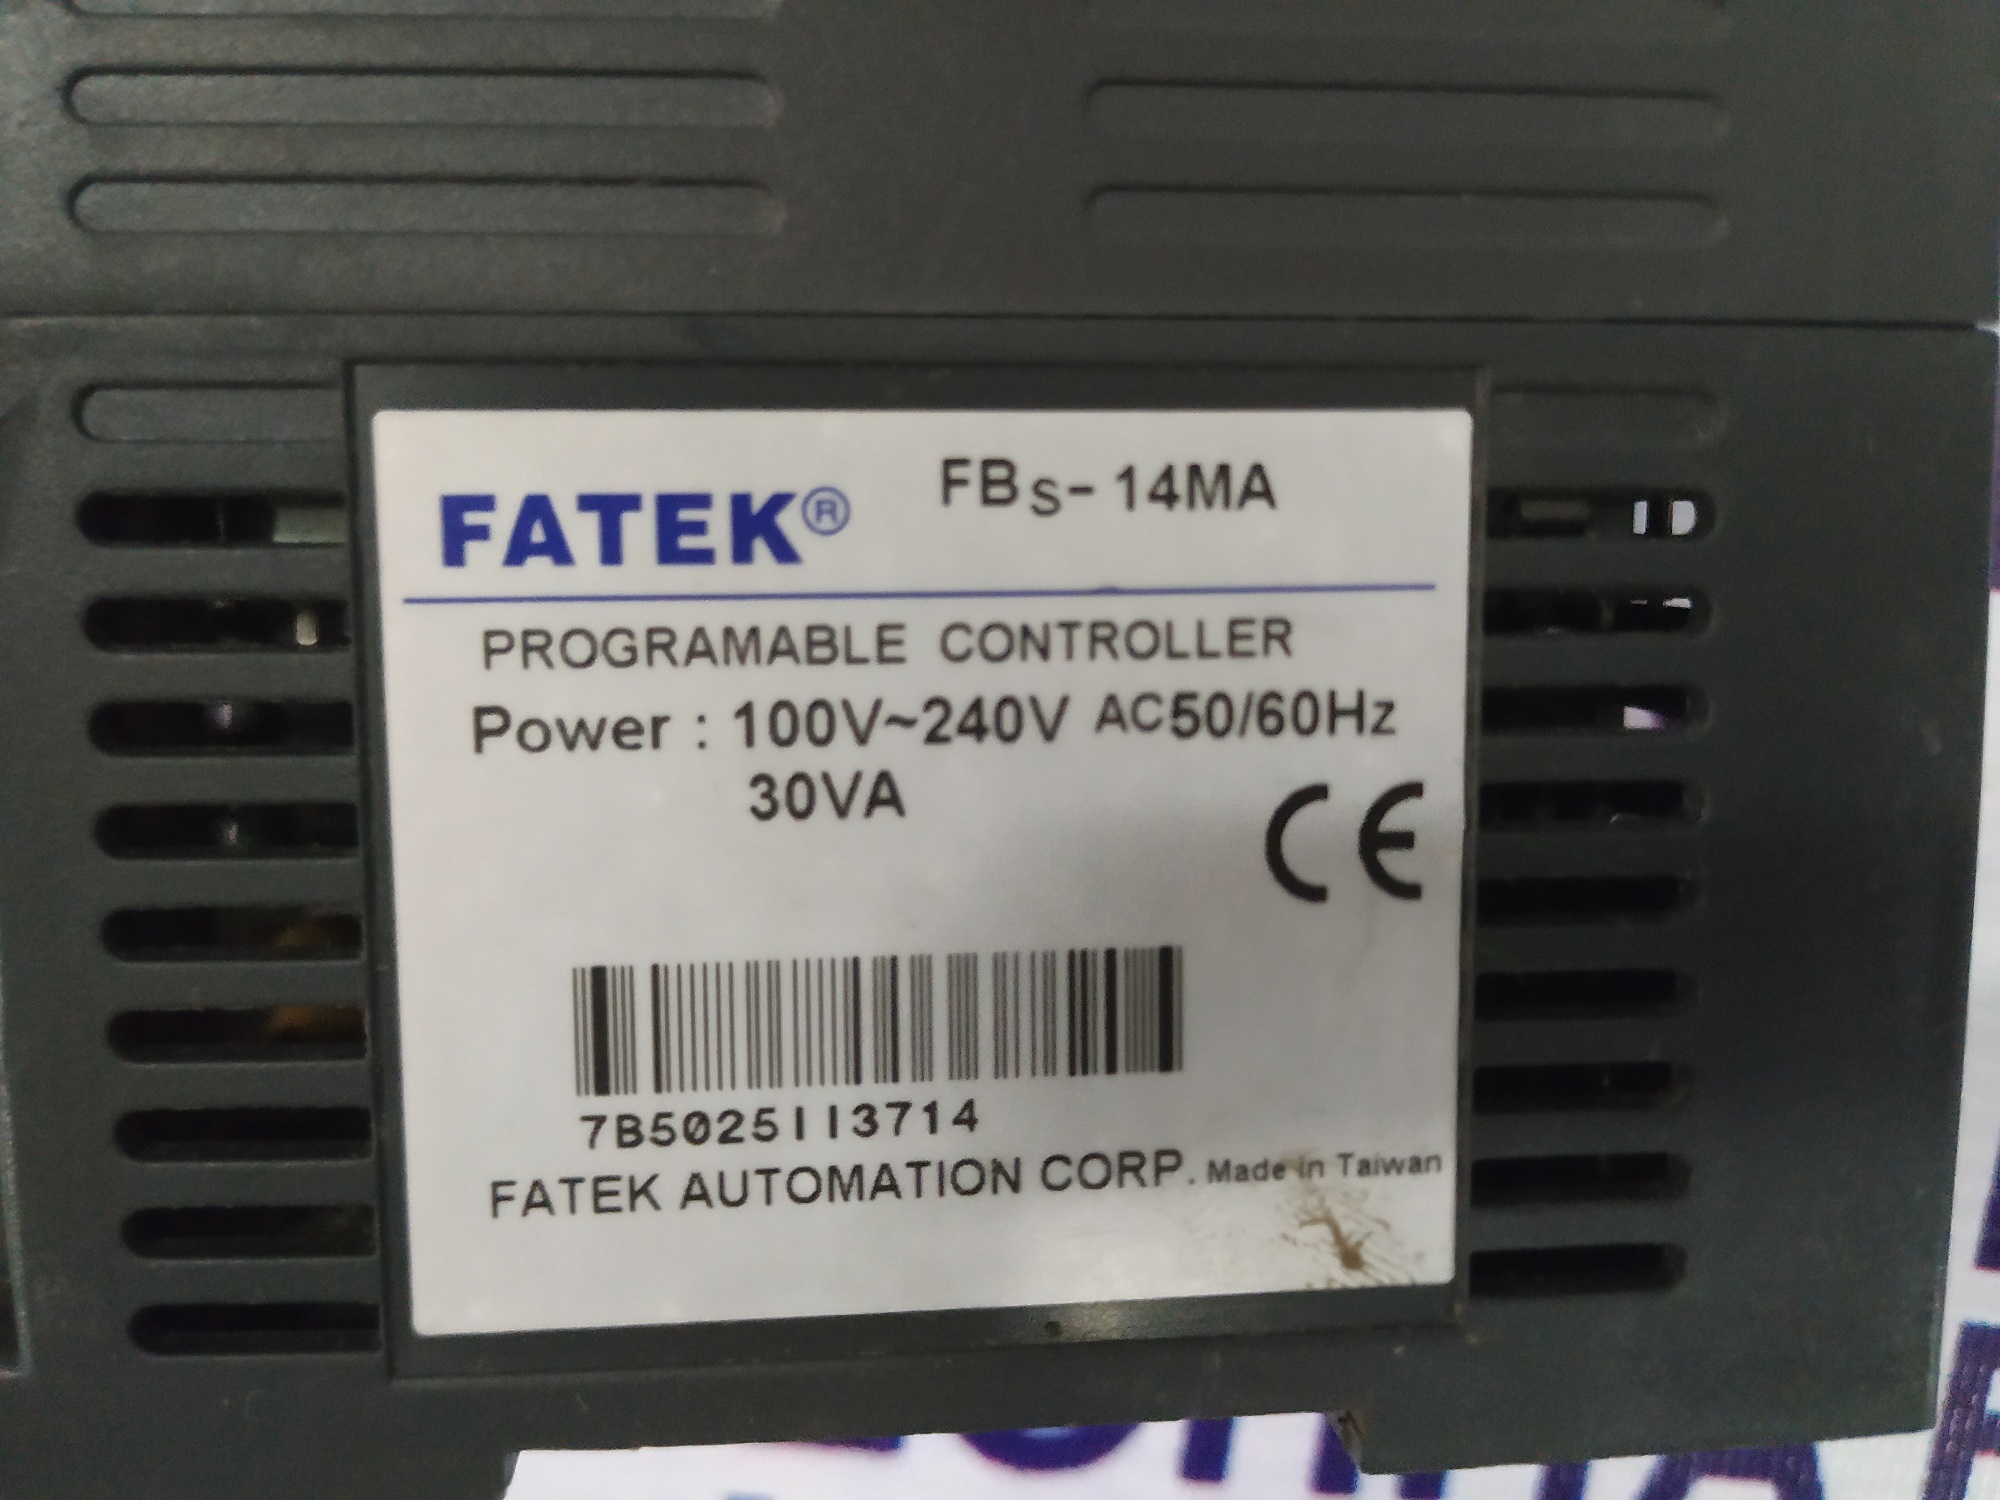 FATEK® FBs-14MA
PROGRAMABLE CONTROLLER
Power : 100V~240V AC50/60Hz
30VA
CE
7B5025113714
FATEK AUTOMATION CORP. Made in Taiwan